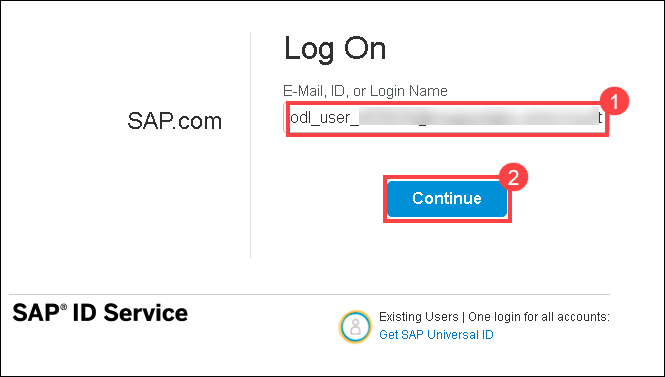 Log On
E-Mail, ID, or Login Name
SAP.com
odl_user_
1
2
Continue
SAP® ID Service
Existing Users | One login for all accounts:
Get SAP Universal ID